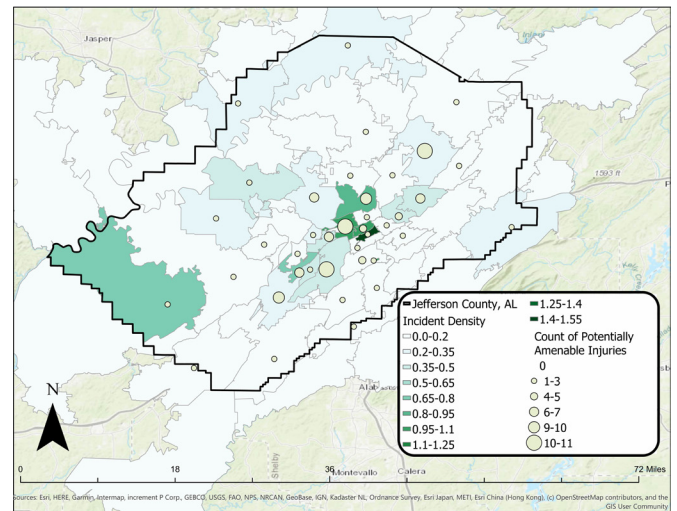 Jasper
1593 ft
Jefferson County, AL
Incident Density
0.0-0.2
0.2-0.35
0.35-0.5
0.5-0.65
0.65-0.8
0.8-0.95
0.95-1.1
1.1-1.25
1.25-1.4
1.4-1.55
Count of Potentially
Amenable Injuries
0
1-3
4-5
6-7
9-10
10-11
N
Alabaster
Shelby
Montevallo
Calera
0
18
36
72 Miles
Sources: Esri, HERE, Garmin, Intermap, increment P Corp., GEBCO, USGS, FAO, NPS, NRCAN, GeoBase, IGN, Kadaster NL, Ordnance Survey, Esri Japan, METI, Esri China (Hong Kong), (c) OpenStreetMap contributors, and the
GIS User Community